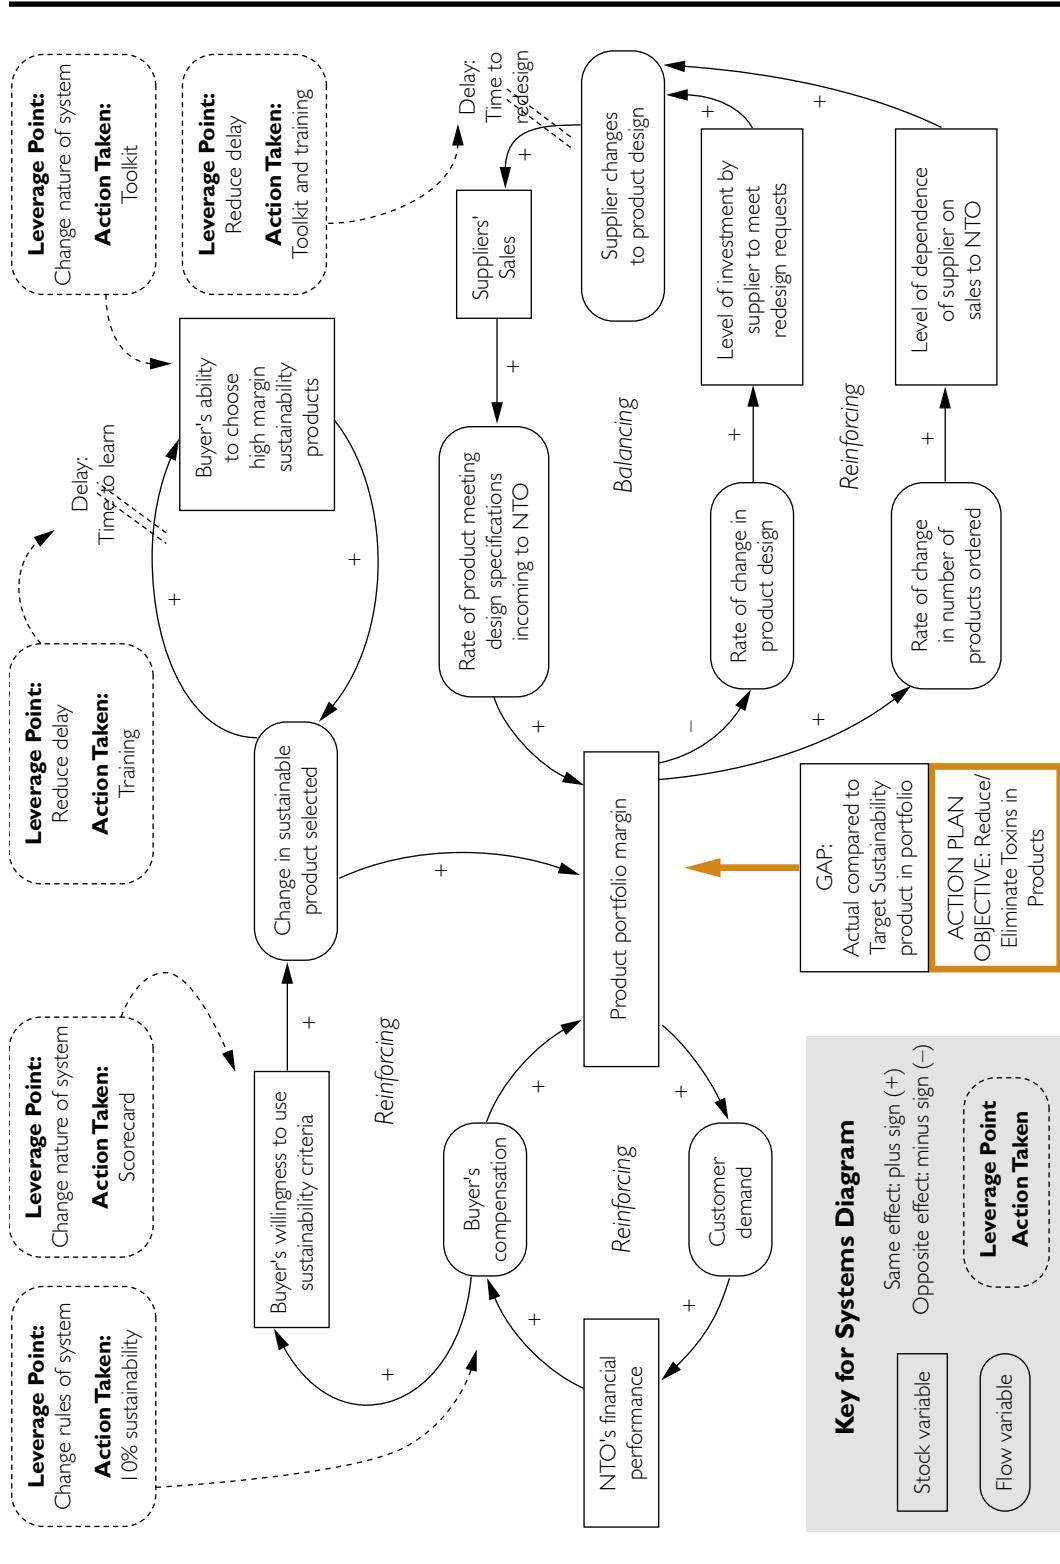 Leverage Point:
Change rules of system
Action Taken:
10% sustainability
Leverage Point:
Change nature of system
Action Taken:
Scorecard
Leverage Point:
Reduce delay
Action Taken:
Training
Leverage Point:
Change nature of system
Action Taken:
Toolkit
Leverage Point:
Reduce delay
Action Taken:
Toolkit and training
Delay:
Time to learn
Buyer's willingness to use
sustainability criteria
+
Change in sustainable
product selected
+
+
Buyer's ability
to choose
high margin
sustainability
products
Reinforcing
+
+
Delay:
Time to
redesign
Buyer's
compensation
+
+
Reinforcing
NTO's financial
performance
+
Customer
demand
+
Product portfolio margin
+
Rate of product meeting
design specifications
incoming to NTO
+
Suppliers'
Sales
+
Supplier changes
to product design
Balancing
–
Rate of change in
product design
+
Level of investment by
supplier to meet
redesign requests
+
Reinforcing
+
Rate of change
in number of
products ordered
+
Level of dependence
of supplier on
sales to NTO
+
GAP:
Actual compared to
Target Sustainability
product in portfolio
ACTION PLAN
OBJECTIVE: Reduce/
Eliminate Toxins in
Products
Key for Systems Diagram
Stock variable
Same effect: plus sign (+)
Opposite effect: minus sign (–)
Flow variable
Leverage Point
Action Taken